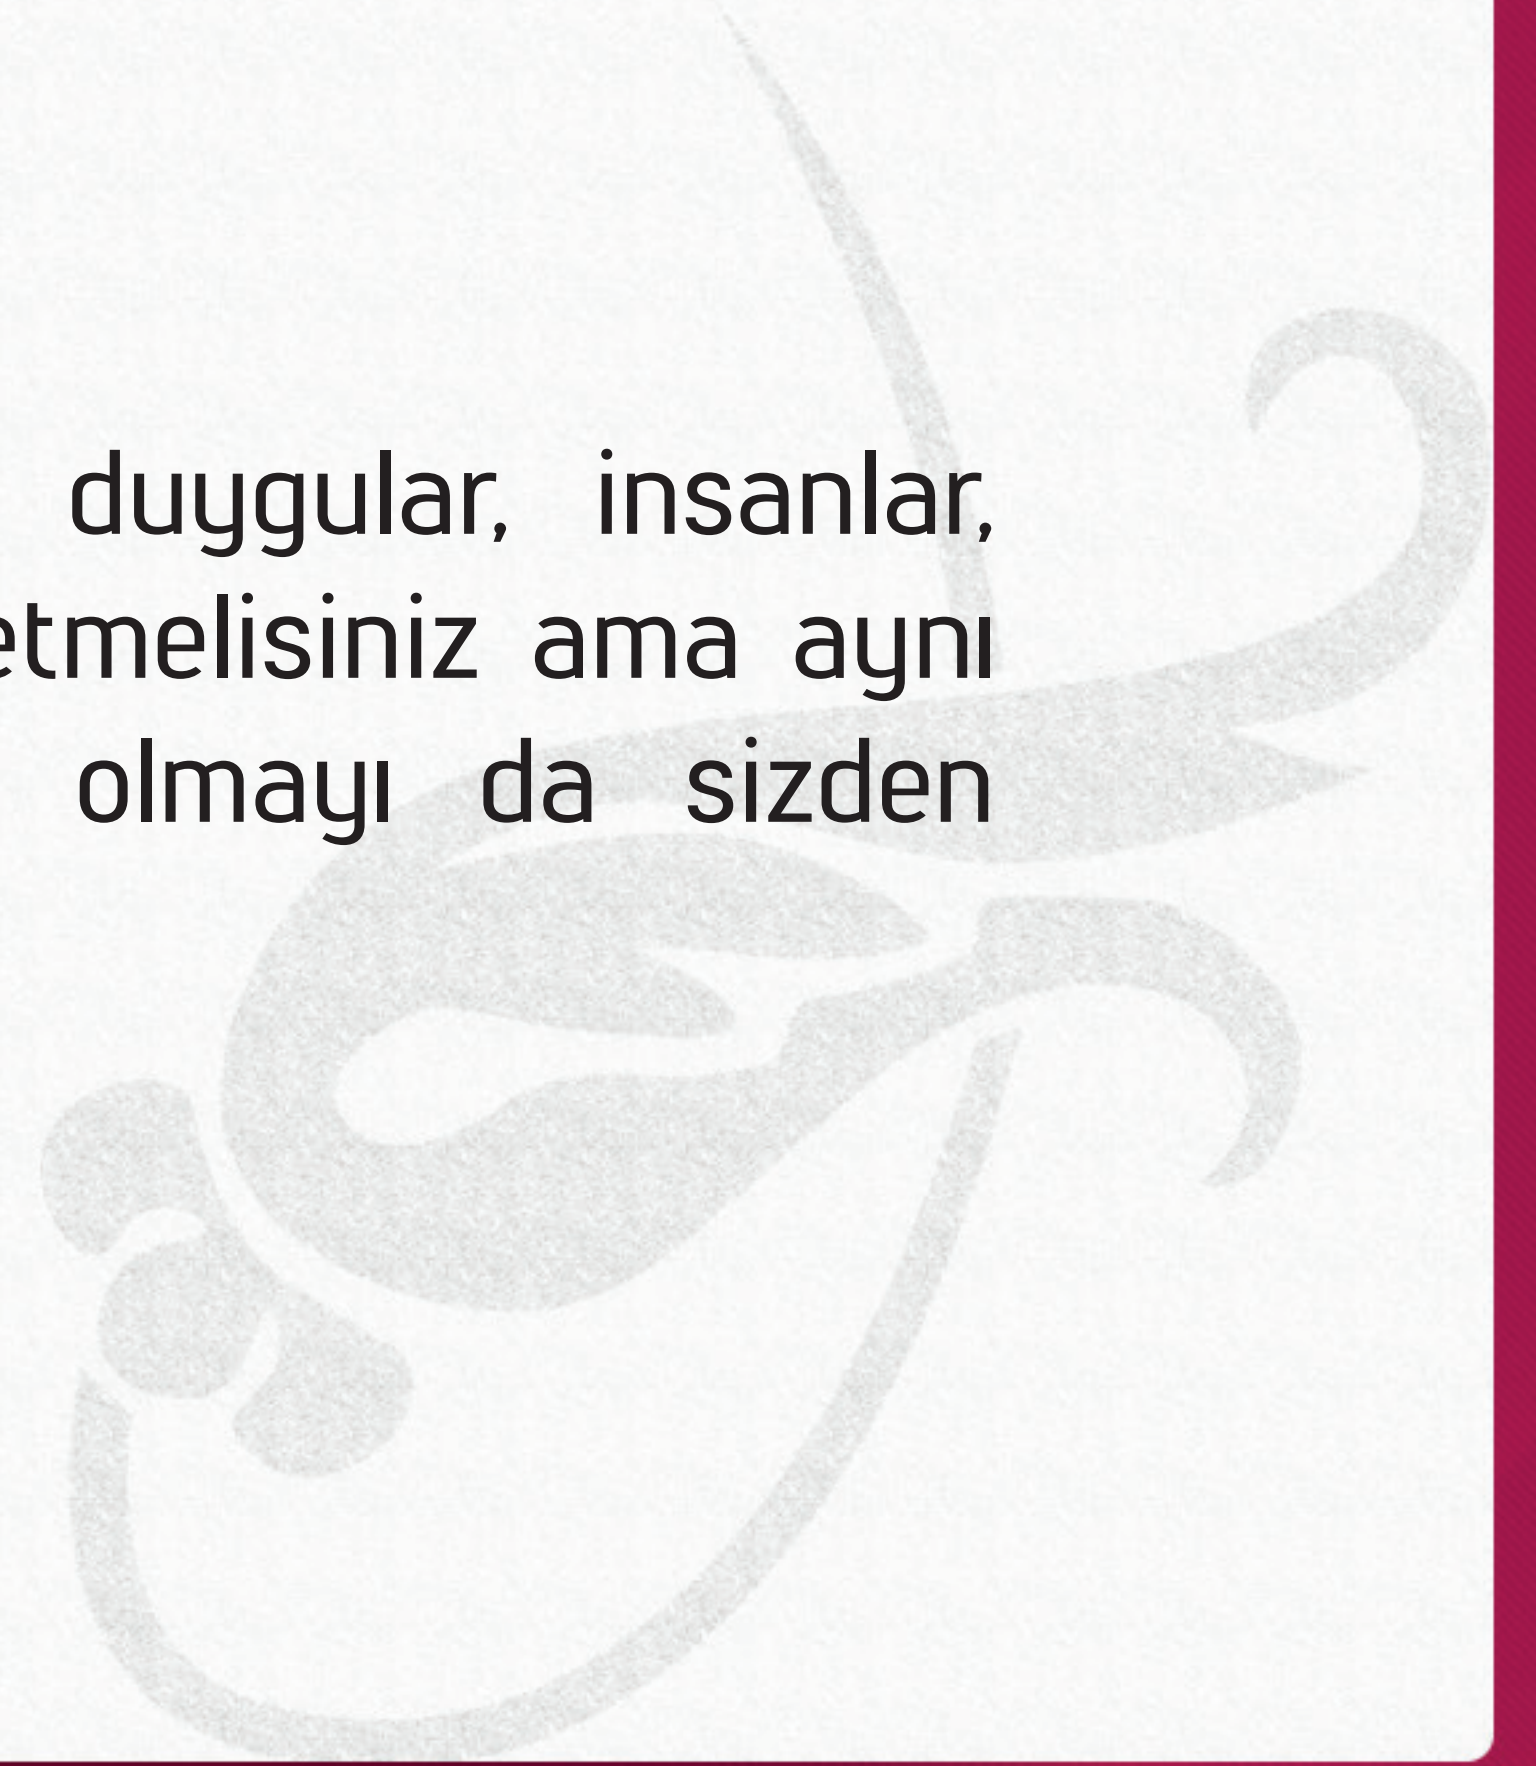 duygular, insanlar,
etmelisiniz ama aynı
olmayı da sizden